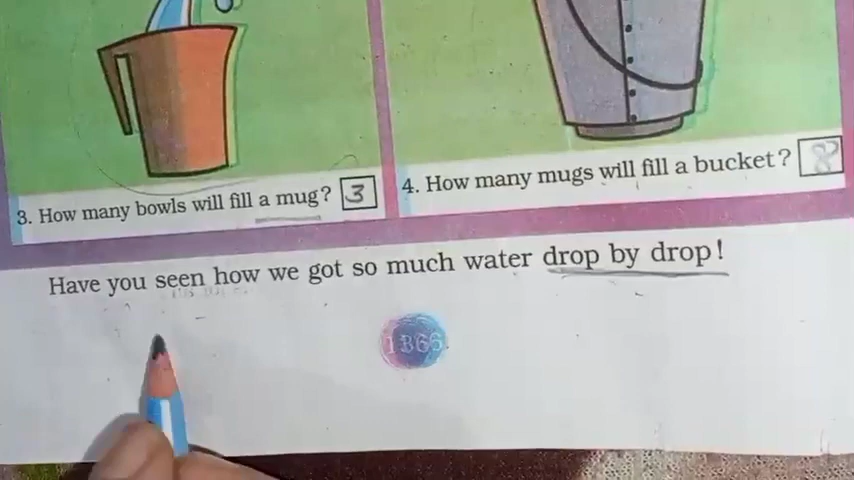 3. How many bowls will fill a mug? 3
4. How many mugs will fill a bucket? 8
Have you seen how we got so much water drop by drop!